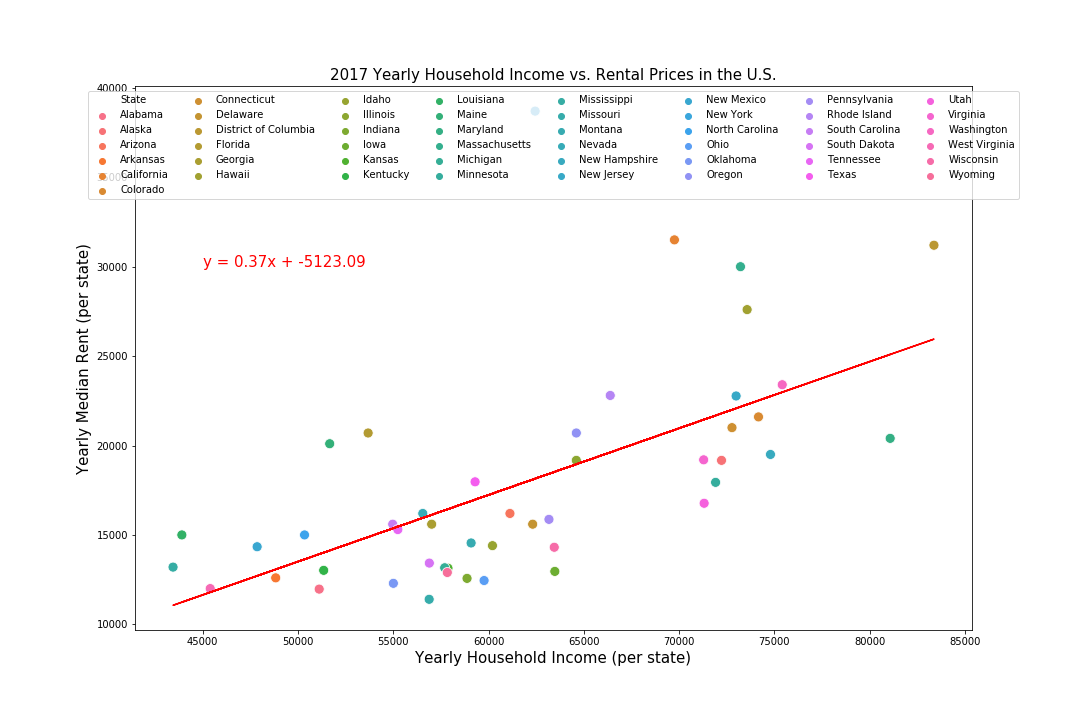 2017 Yearly Household Income vs. Rental Prices in the U.S.
40000
35000
30000
25000
20000
15000
10000
Yearly Median Rent (per state)
State
Alabama
Alaska
Arizona
Arkansas
California
Colorado
Connecticut
Delaware
District of Columbia
Florida
Georgia
Hawaii
Idaho
Illinois
Indiana
Iowa
Kansas
Kentucky
Louisiana
Maine
Maryland
Massachusetts
Michigan
Minnesota
Mississippi
Missouri
Montana
Nevada
New Hampshire
New Jersey
New Mexico
New York
North Carolina
Ohio
Oklahoma
Oregon
Pennsylvania
Rhode Island
South Carolina
South Dakota
Tennessee
Texas
Utah
Virginia
Washington
West Virginia
Wisconsin
Wyoming
y = 0.37x + -5123.09
45000 50000 55000 60000 65000 70000 75000 80000 85000
Yearly Household Income (per state)